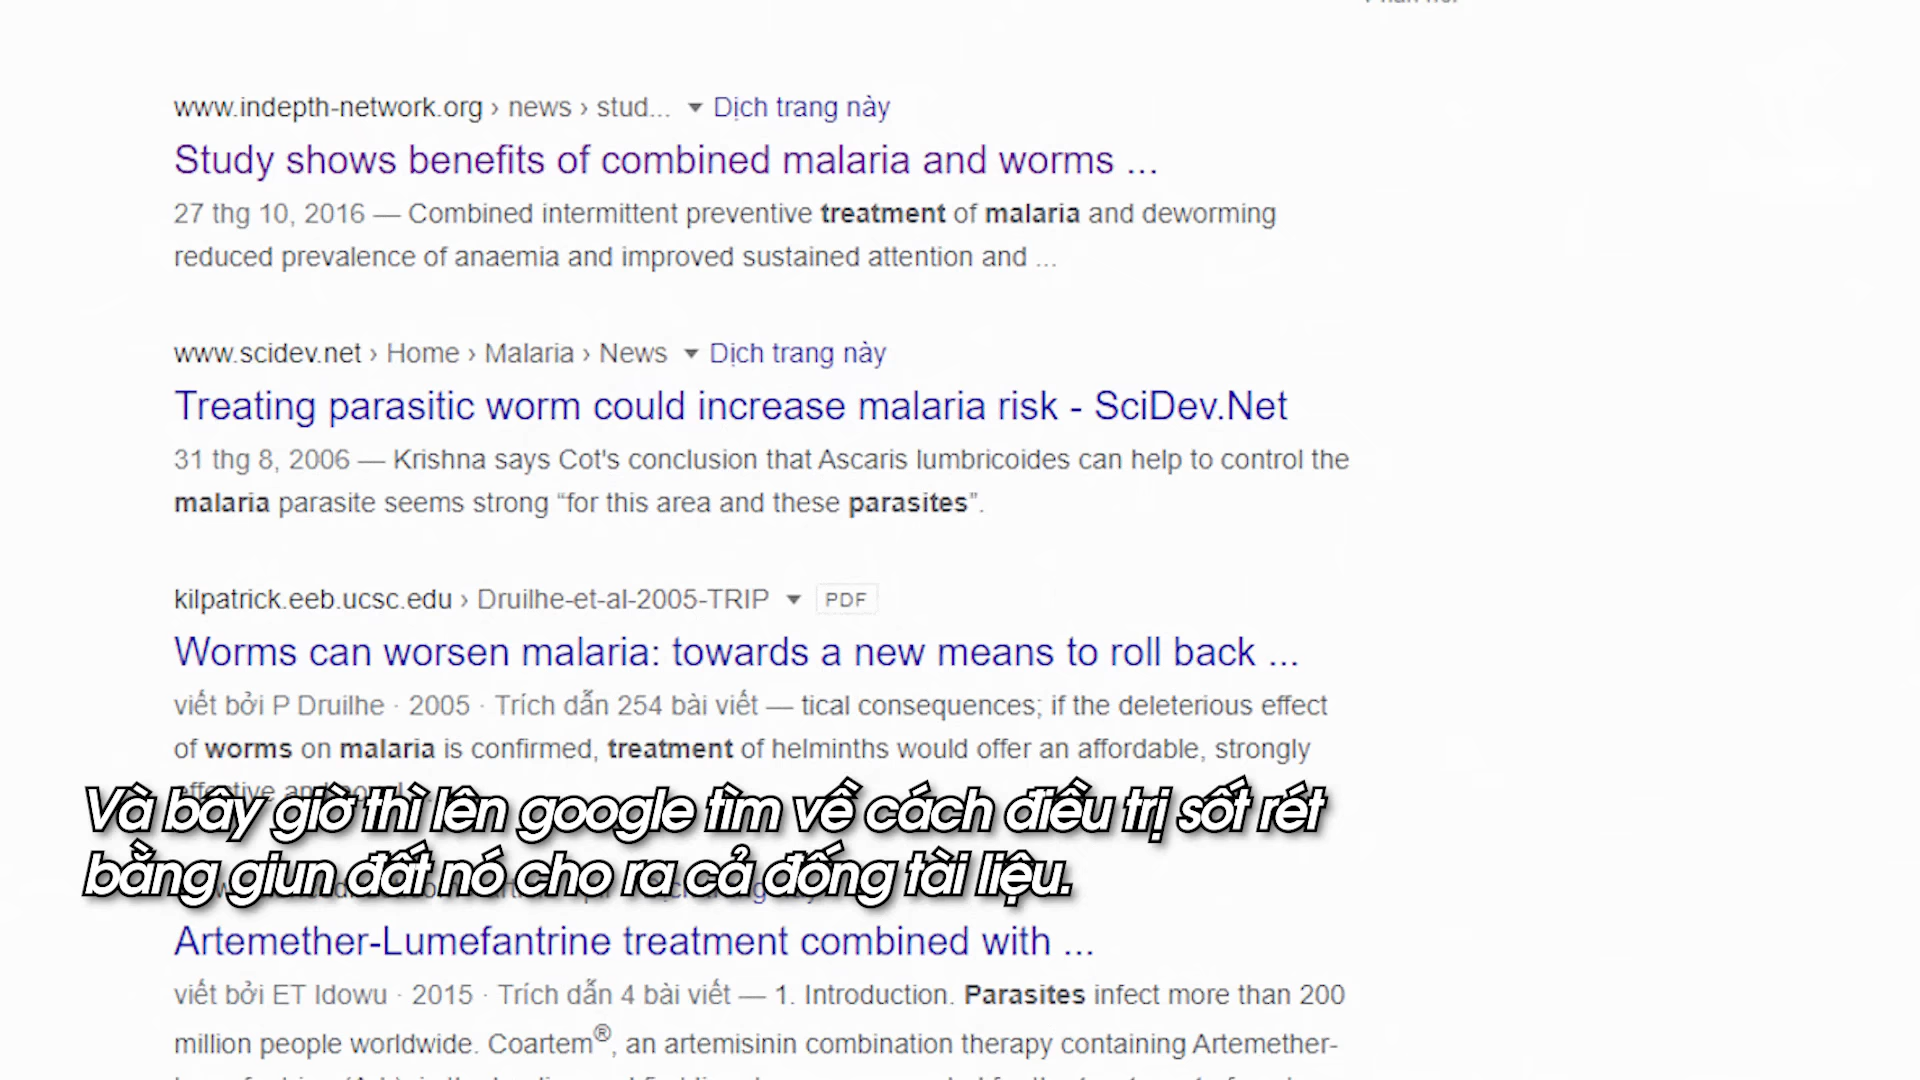 www.indepth-network.org › news › stud... Dịch trang này
Study shows benefits of combined malaria and worms ...
27 thg 10, 2016 — Combined intermittent preventive treatment of malaria and deworming
reduced prevalence of anaemia and improved sustained attention and ...
www.scidev.net › Home › Malaria › News Dịch trang này
Treating parasitic worm could increase malaria risk - SciDev.Net
31 thg 8, 2006 — Krishna says Cot's conclusion that Ascaris lumbricoides can help to control the
malaria parasite seems strong “for this area and these parasites”.
kilpatrick.eeb.ucsc.edu › Druilhe-et-al-2005-TRIP PDF
Worms can worsen malaria: towards a new means to roll back ...
viết bởi P Druilhe · 2005 · Trích dẫn 254 bài viết — tical consequences; if the deleterious effect
of worms on malaria is confirmed, treatment of helminths would offer an affordable, strongly
effective
Và bây giờ thì lên google tìm về cách điều trị sốt rét
bằng giun đất nó cho ra cả đống tài liệu.
Artemether-Lumefantrine treatment combined with ...
viết bởi ET Idowu · 2015 · Trích dẫn 4 bài viết — 1. Introduction. Parasites infect more than 200
million people worldwide. Coartem®, an artemisinin combination therapy containing Artemether-